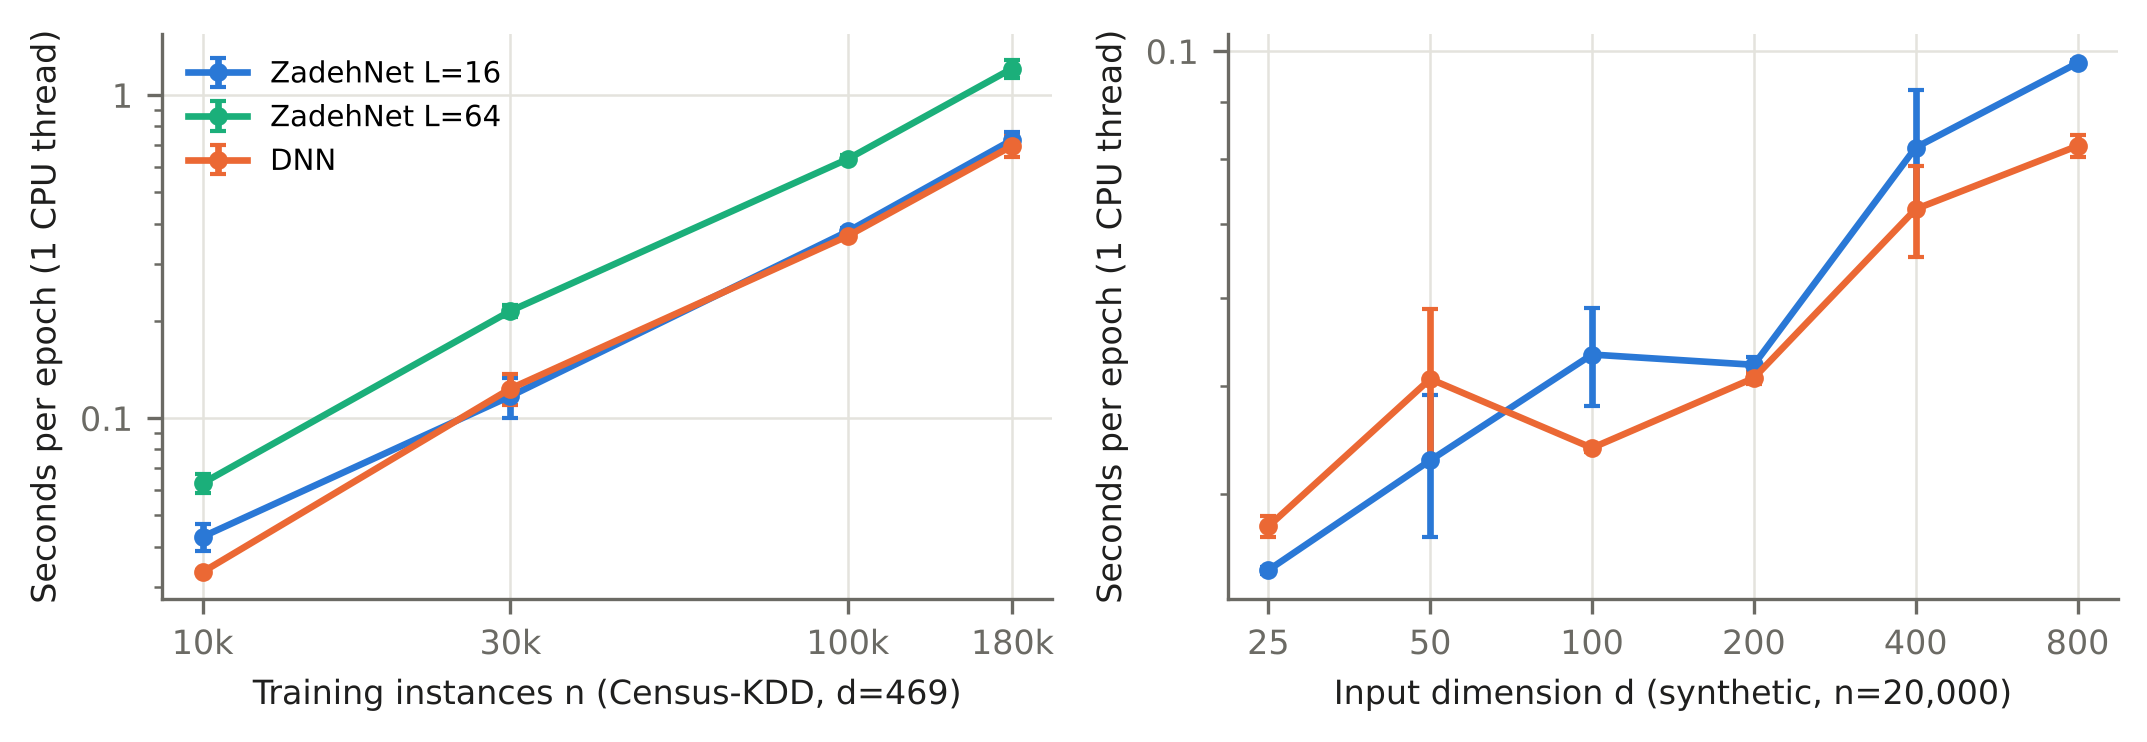 Seconds per epoch (1 CPU thread)
1
0.1
ZadehNet L=16
ZadehNet L=64
DNN
10k 30k 100k 180k
Training instances n (Census-KDD, d=469)
Seconds per epoch (1 CPU thread)
0.1
25 50 100 200 400 800
Input dimension d (synthetic, n=20,000)